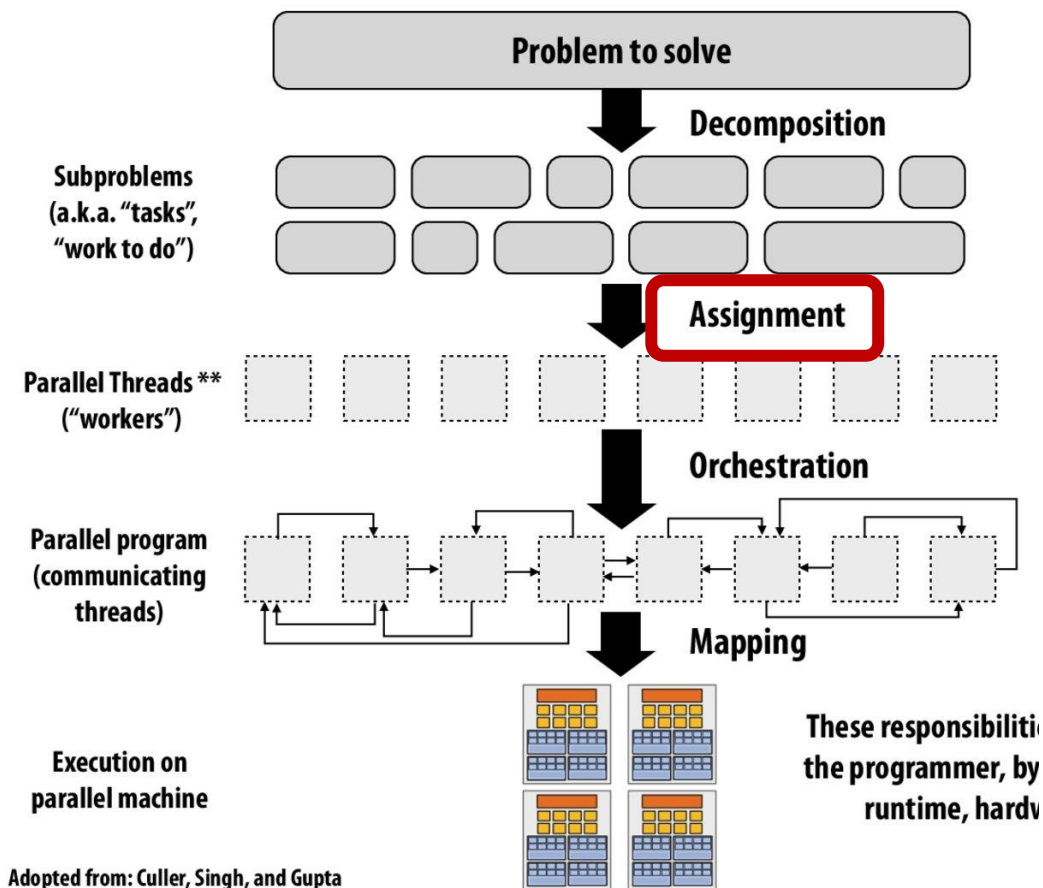 Problem to solve
Decomposition
Subproblems
(a.k.a. “tasks”,
“work to do”)
Assignment
Parallel Threads **
(“workers”)
Orchestration
Parallel program
(communicating
threads)
Mapping
Execution on
parallel machine
These
the programmer, by
runtime,
Adopted from: Culler, Singh, and Gupta